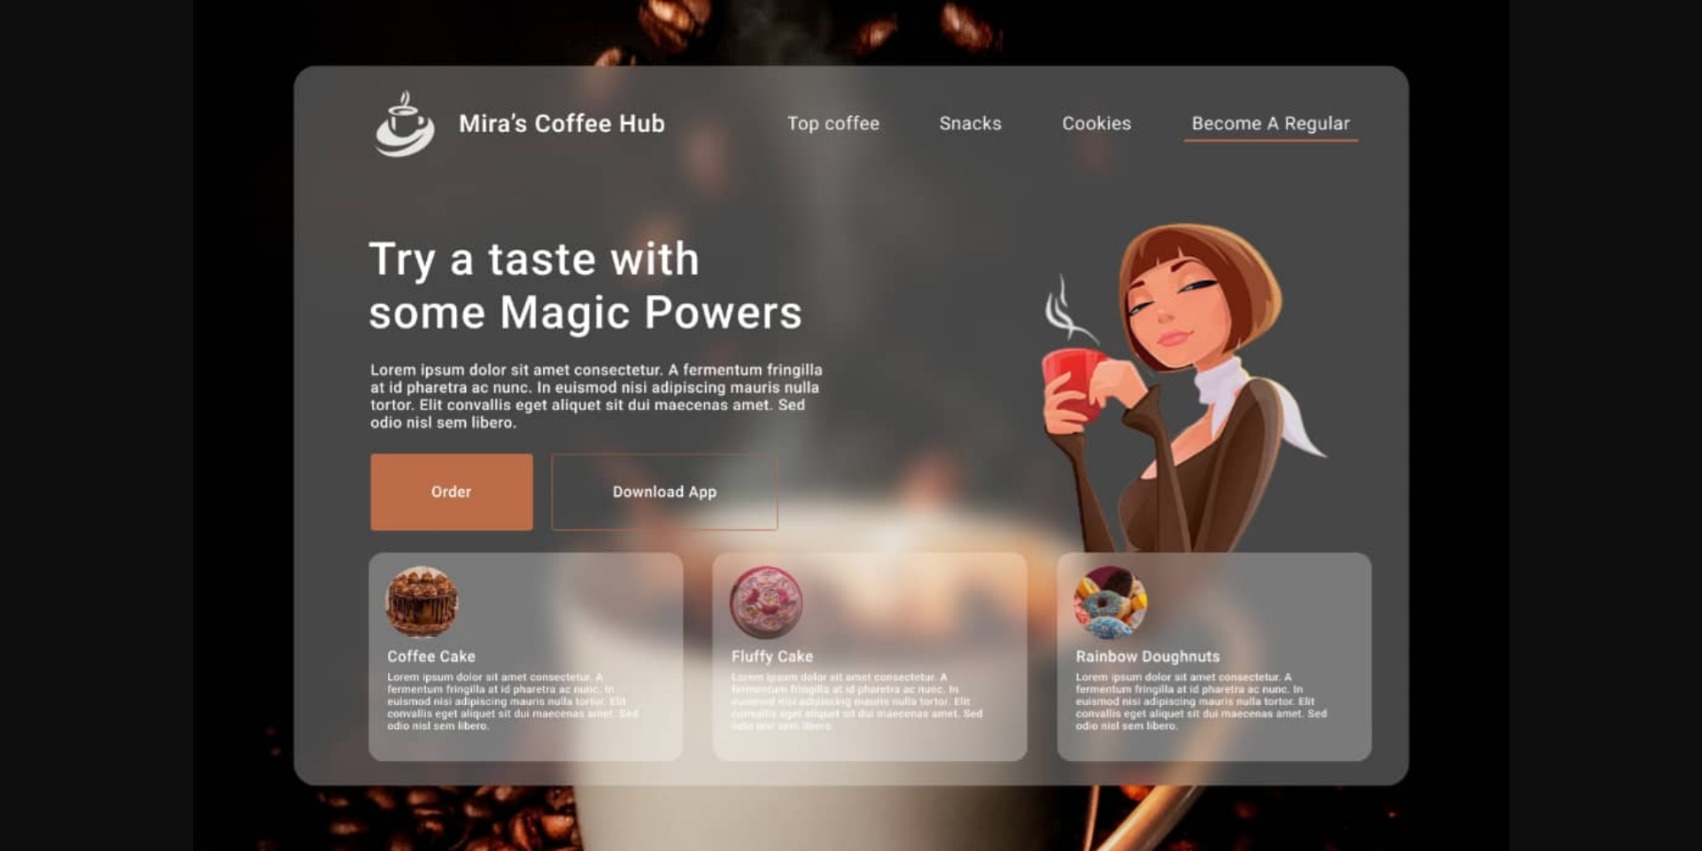 Mira's Coffee Hub
Top coffee
Snacks
Cookies
Become A Regular
Try a taste with
some Magic Powers
Lorem ipsum dolor sit amet consectetur. A fermentum fringilla
at id pharetra ac nunc. In euismod nisi adipiscing mauris nulla
tortor. Elit convallis eget aliquet sit dui maecenas amet. Sed
odio nisl sem libero.
Order
Download App
Coffee Cake
Lorem ipsum dolor sit amet consectetur. A
fermentum fringilla at id pharetra ac nunc. In
euismod nisi adipiscing mauris nulla tortor. Elit
convallis eget aliquet sit dui maecenas amet. Sed
odio nisl sem libero.
Fluffy Cake
Lorem ipsum dolor sit amet consectetur. A
fermentum fringilla at id pharetra ac nunc. In
euismod nisi adipiscing mauris nulla tortor. Elit
convallis eget aliquet sit dui maecenas amet. Sed
odio nisl sem libero.
Rainbow Doughnuts
Lorem ipsum dolor sit amet consectetur. A
fermentum fringilla at id pharetra ac nunc. In
euismod nisi adipiscing mauris nulla tortor. Elit
convallis eget aliquet sit dui maecenas amet. Sed
odio nisl sem libero.